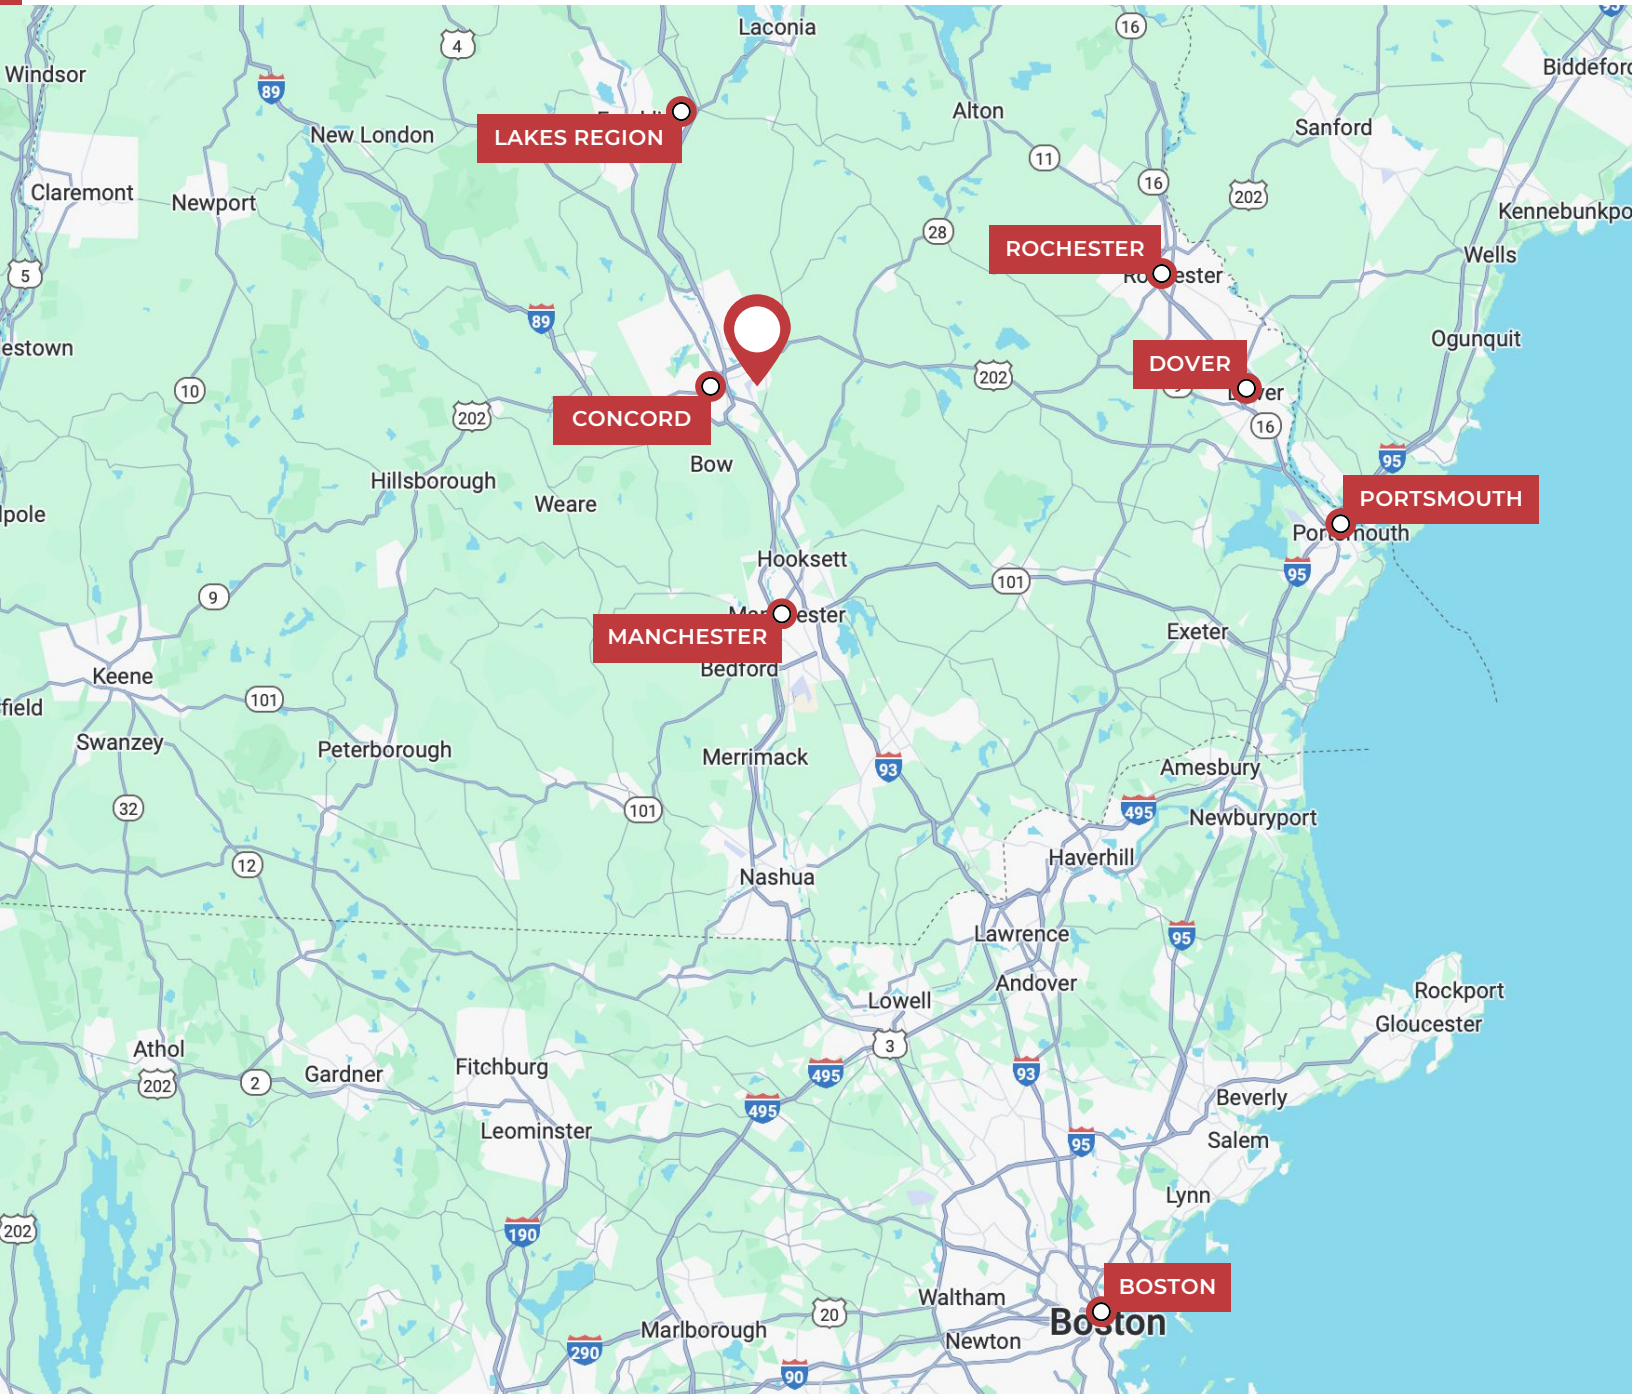 95
Laconia
16
4
Windsor
Biddeford
89
Alton
LAKES REGION
Sanford
New London
11
16
Claremont
202
Newport
Kennebunkpo
28
ROCHESTER
Wells
5
89
Ogunquit
estown
DOVER
202
10
CONCORD
202
16
Bow
95
Hillsborough
PORTSMOUTH
Weare
lpole
Portsmouth
Hooksett
95
101
9
MANCHESTER
Exeter
Bedford
Keene
101
field
Swanzey
Peterborough
Merrimack
93
Amesbury
32
101
495
Newburyport
12
Haverhill
Nashua
Lawrence
95
Andover
Rockport
Lowell
Gloucester
3
Athol
Gardner
Fitchburg
495
93
202
2
495
Beverly
Leominster
95
Salem
Lynn
202
190
BOSTON
Waltham
20
Boston
Marlborough
Newton
290
90